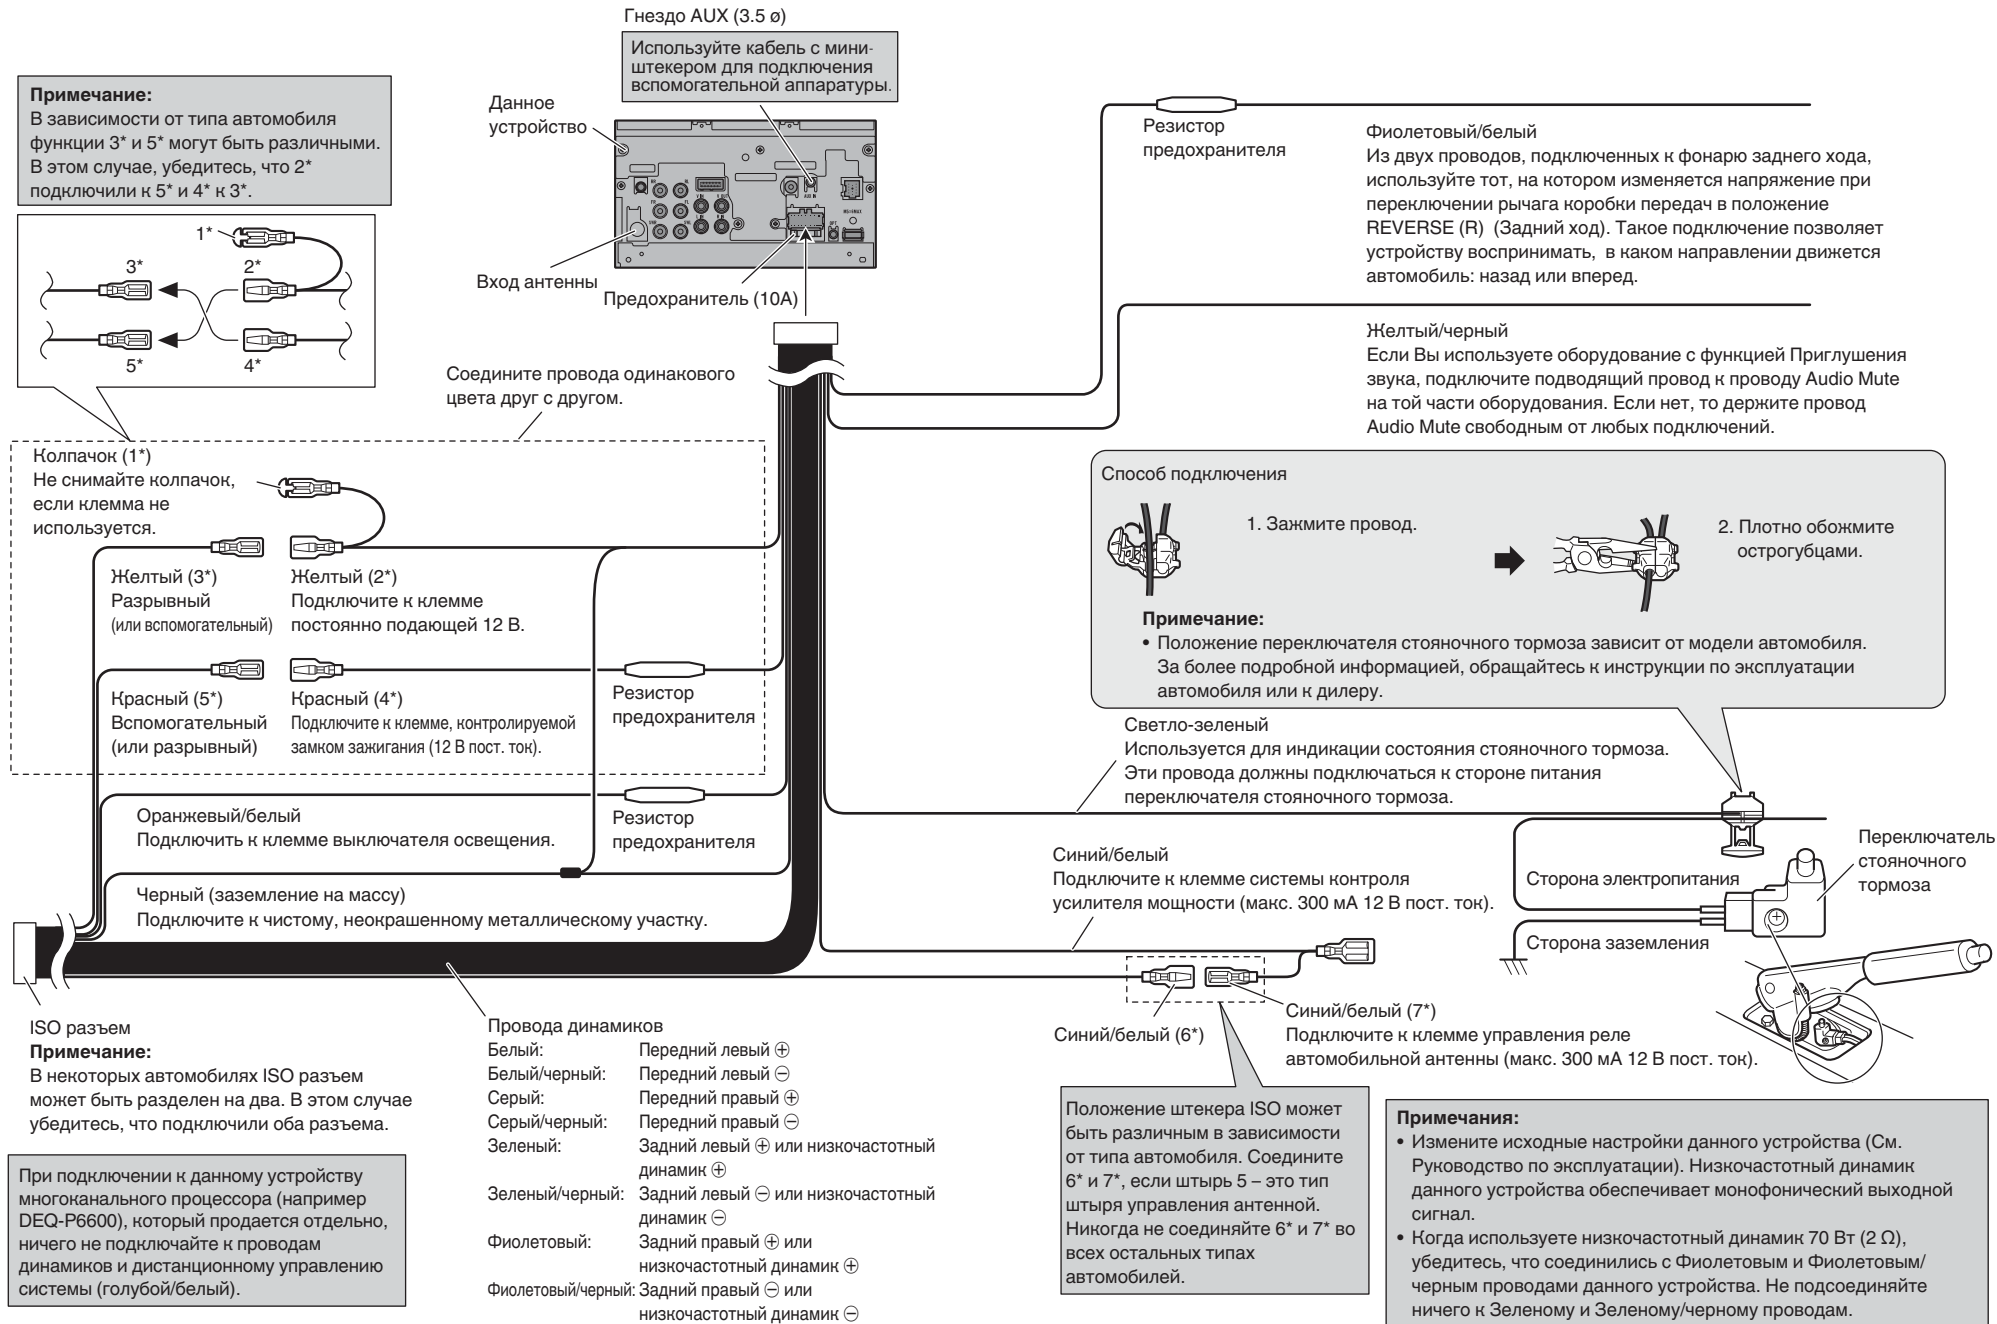 Гнездо AUX (3.5 ø)
Используйте кабель с мини-
штекером для подключения
вспомогательной аппаратуры.
Данное
устройство
Вход антенны
Предохранитель (10А)
AUX IN
Примечание:
В зависимости от типа автомобиля
функции 3* и 5* могут быть различными.
В этом случае, убедитесь, что 2*
подключили к 5* и 4* к 3*.
1*
3*
2*
5*
4*
Соедините провода одинакового
цвета друг с другом.
Колпачок (1*)
Не снимайте колпачок,
если клемма не
используется.
Желтый (3*)
Разрывный
(или вспомогательный)
Желтый (2*)
Подключите к клемме
постоянно подающей 12 В.
Красный (5*)
Вспомогательный
(или разрывный)
Красный (4*)
Подключите к клемме, контролируемой
замком зажигания (12 В пост. ток).
Резистор
предохранителя
Оранжевый/белый
Подключить к клемме выключателя освещения.
Резистор
предохранителя
Черный (заземление на массу)
Подключите к чистому, неокрашенному металлическому участку.
ISO разъем
Примечание:
В некоторых автомобилях ISO разъем
может быть разделен на два. В этом случае
убедитесь, что подключили оба разъема.
При подключении к данному устройству
многоканального процессора (например
DEQ-P6600), который продается отдельно,
ничего не подключайте к проводам
динамиков и дистанционному управлению
системы (голубой/белый).
Провода динамиков
Белый: Передний левый ⊕
Белый/черный: Передний левый ⊖
Серый: Передний правый ⊕
Серый/черный: Передний правый ⊖
Зеленый: Задний левый ⊕ или низкочастотный
динамик ⊕
Зеленый/черный: Задний левый ⊖ или низкочастотный
динамик ⊖
Фиолетовый: Задний правый ⊕ или
низкочастотный динамик ⊕
Фиолетовый/черный: Задний правый ⊖ или
низкочастотный динамик ⊖
Резистор
предохранителя
Фиолетовый/белый
Из двух проводов, подключенных к фонарю заднего хода,
используйте тот, на котором изменяется напряжение при
переключении рычага коробки передач в положение
REVERSE (R) (Задний ход). Такое подключение позволяет
устройству воспринимать, в каком направлении движется
автомобиль: назад или вперед.
Желтый/черный
Если Вы используете оборудование с функцией Приглушения
звука, подключите подводящий провод к проводу Audio Mute
на той части оборудования. Если нет, то держите провод
Audio Mute свободным от любых подключений.
Способ подключения
1. Зажмите провод.
2. Плотно обожмите
острогубцами.
Примечание:
• Положение переключателя стояночного тормоза зависит от модели автомобиля.
За более подробной информацией, обращайтесь к инструкции по эксплуатации
автомобиля или к дилеру.
Светло-зеленый
Используется для индикации состояния стояночного тормоза.
Эти провода должны подключаться к стороне питания
переключателя стояночного тормоза.
Переключатель
стояночного
тормоза
Сторона электропитания
Сторона заземления
Синий/белый
Подключите к клемме системы контроля
усилителя мощности (макс. 300 мА 12 В пост. ток).
Синий/белый (6*)
Синий/белый (7*)
Подключите к клемме управления реле
автомобильной антенны (макс. 300 мА 12 В пост. ток).
Положение штекера ISO может
быть различным в зависимости
от типа автомобиля. Соедините
6* и 7*, если штырь 5 – это тип
штыря управления антенной.
Никогда не соединяйте 6* и 7* во
всех остальных типах
автомобилей.
Примечания:
• Измените исходные настройки данного устройства (См.
Руководство по эксплуатации). Низкочастотный динамик
данного устройства обеспечивает монофонический выходной
сигнал.
• Когда используете низкочастотный динамик 70 Вт (2 Ω),
убедитесь, что соединились с Фиолетовым и Фиолетовым/
черным проводами данного устройства. Не подсоединяйте
ничего к Зеленому и Зеленому/черному проводам.